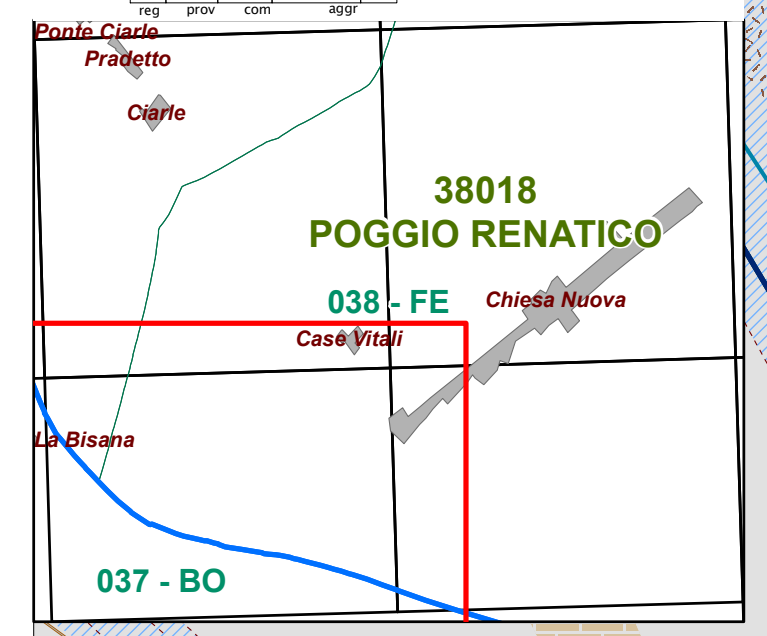 reg prov com aggr
Ponte Ciarle
Pradetto
Ciarle
38018
POGGIO RENATICO
038 - FE
Chiesa Nuova
Case Vitali
La Bisana
037 - BO